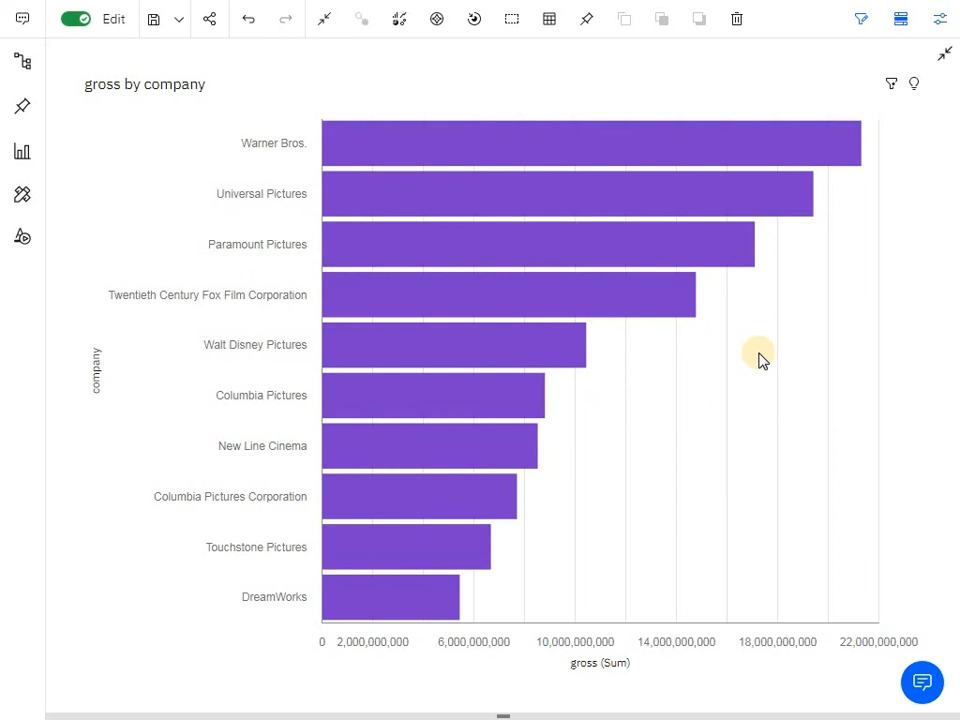 Edit
gross by company
Warner Bros.
Universal Pictures
Paramount Pictures
Twentieth Century Fox Film Corporation
Walt Disney Pictures
company
Columbia Pictures
New Line Cinema
Columbia Pictures Corporation
Touchstone Pictures
DreamWorks
0 2,000,000,000 6,000,000,000 10,000,000,000 14,000,000,000 18,000,000,000 22,000,000,000
gross (Sum)